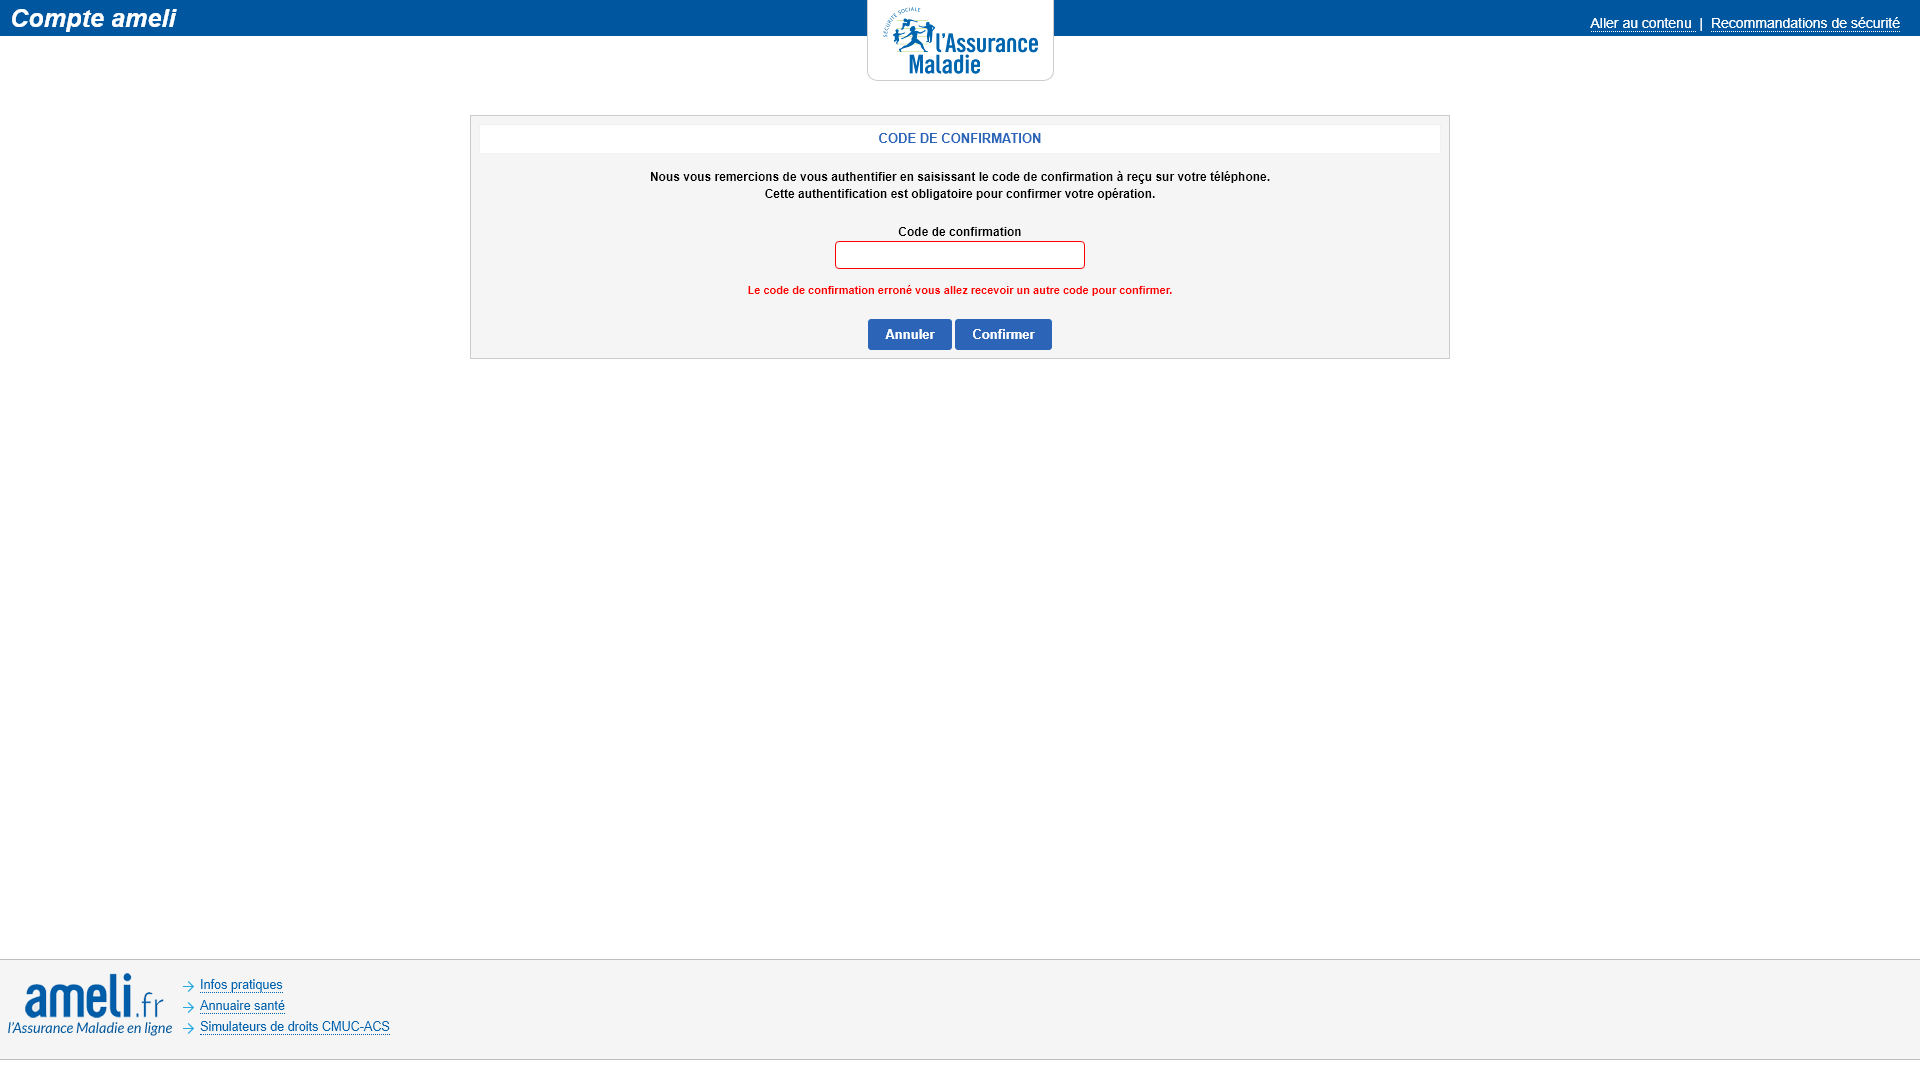 Compte ameli
SÉCURITÉ SOCIALE
l'Assurance
Maladie
Aller au contenu | Recommandations de sécurité
CODE DE CONFIRMATION
Nous vous remercions de vous authentifier en saisissant le code de confirmation à reçu sur votre téléphone.
Cette authentification est obligatoire pour confirmer votre opération.
Code de confirmation
Le code de confirmation erroné vous allez recevoir un autre code pour confirmer.
Annuler Confirmer
ameli.fr
l'Assurance Maladie en ligne
Infos pratiques
Annuaire santé
Simulateurs de droits CMUC-ACS